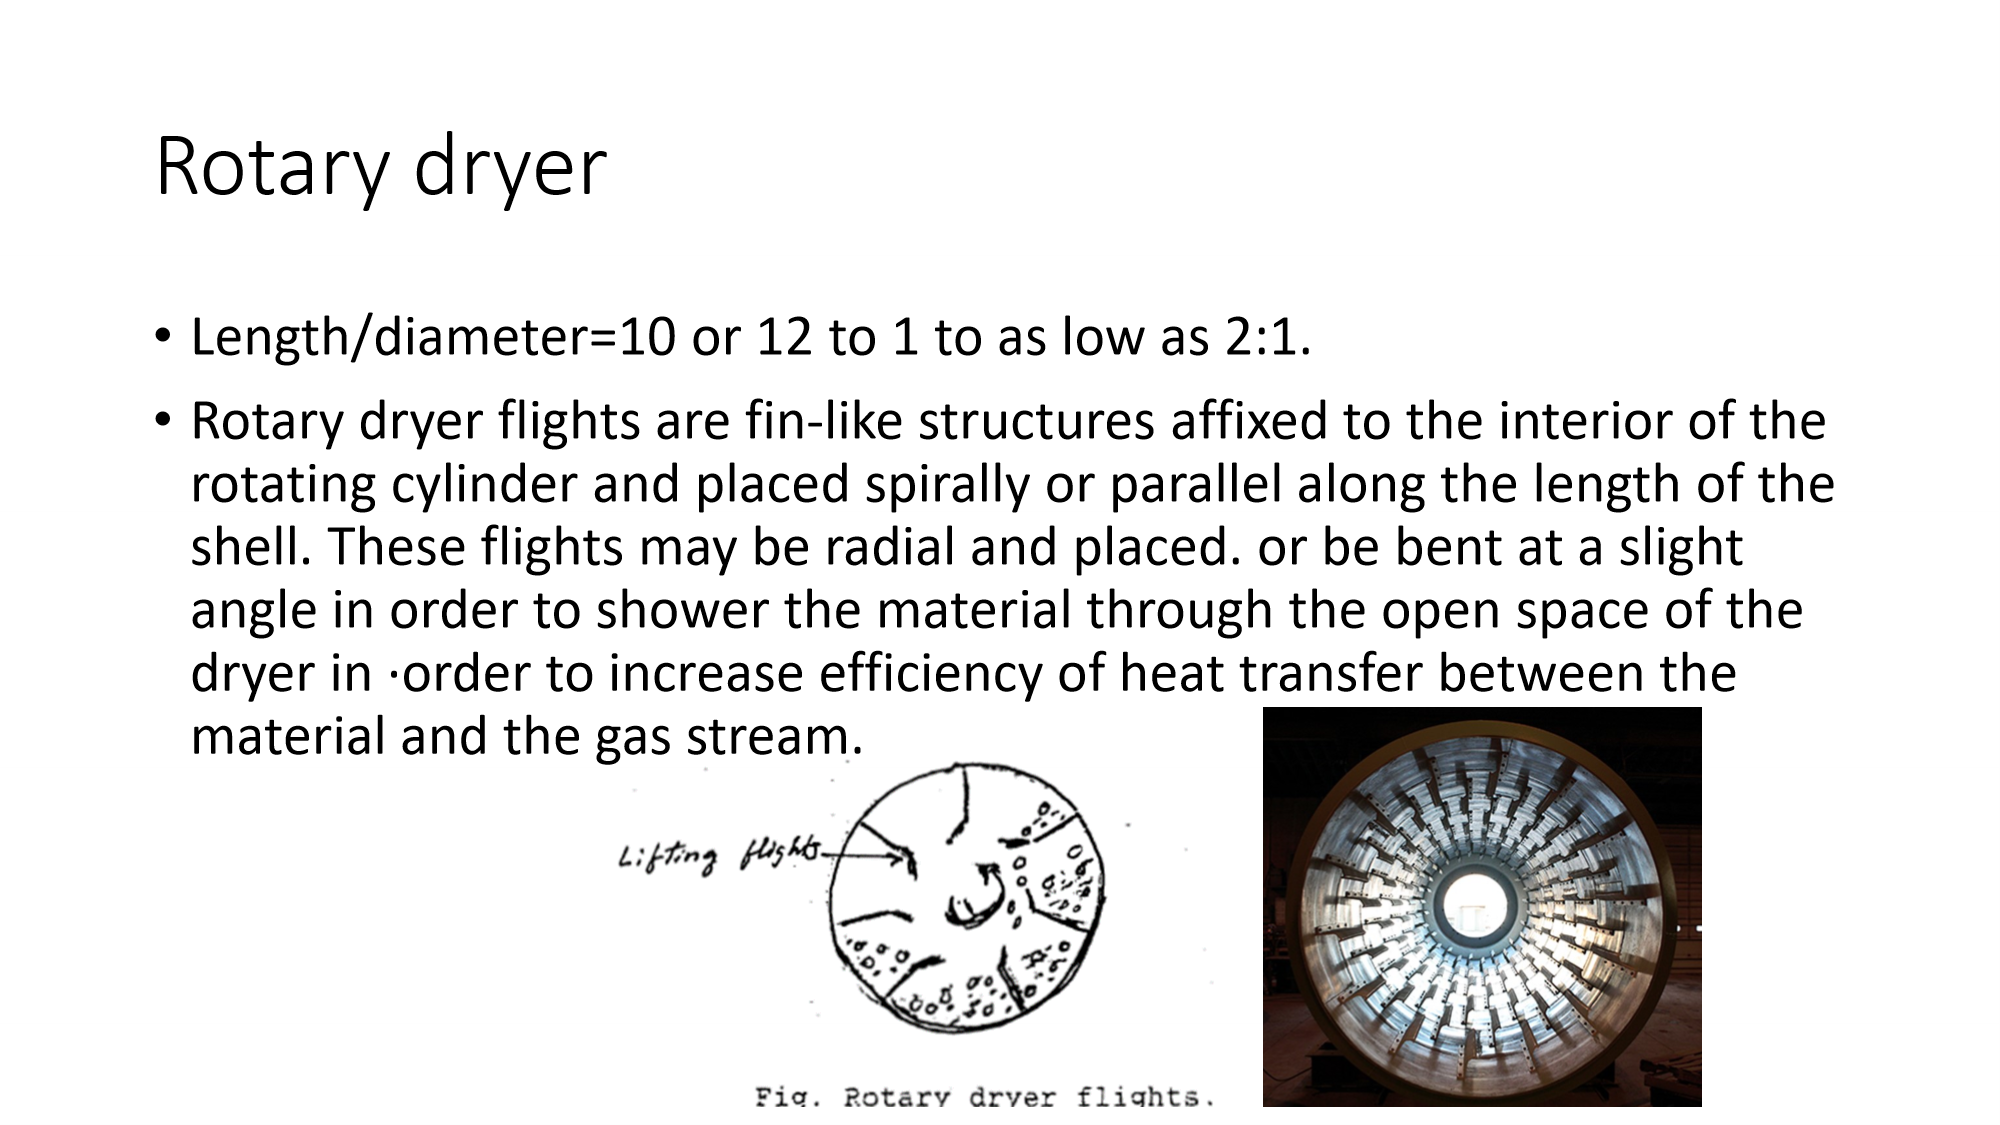 Rotary dryer
• Length/diameter=10 or 12 to 1 to as low as 2:1.
• Rotary dryer flights are fin-like structures affixed to the interior of the
rotating cylinder and placed spirally or parallel along the length of the
shell. These flights may be radial and placed. or be bent at a slight
angle in order to shower the material through the open space of the
dryer in ·order to increase efficiency of heat transfer between the
material and the gas stream.
Lifting flights
Fig. Rotary dryer flights.